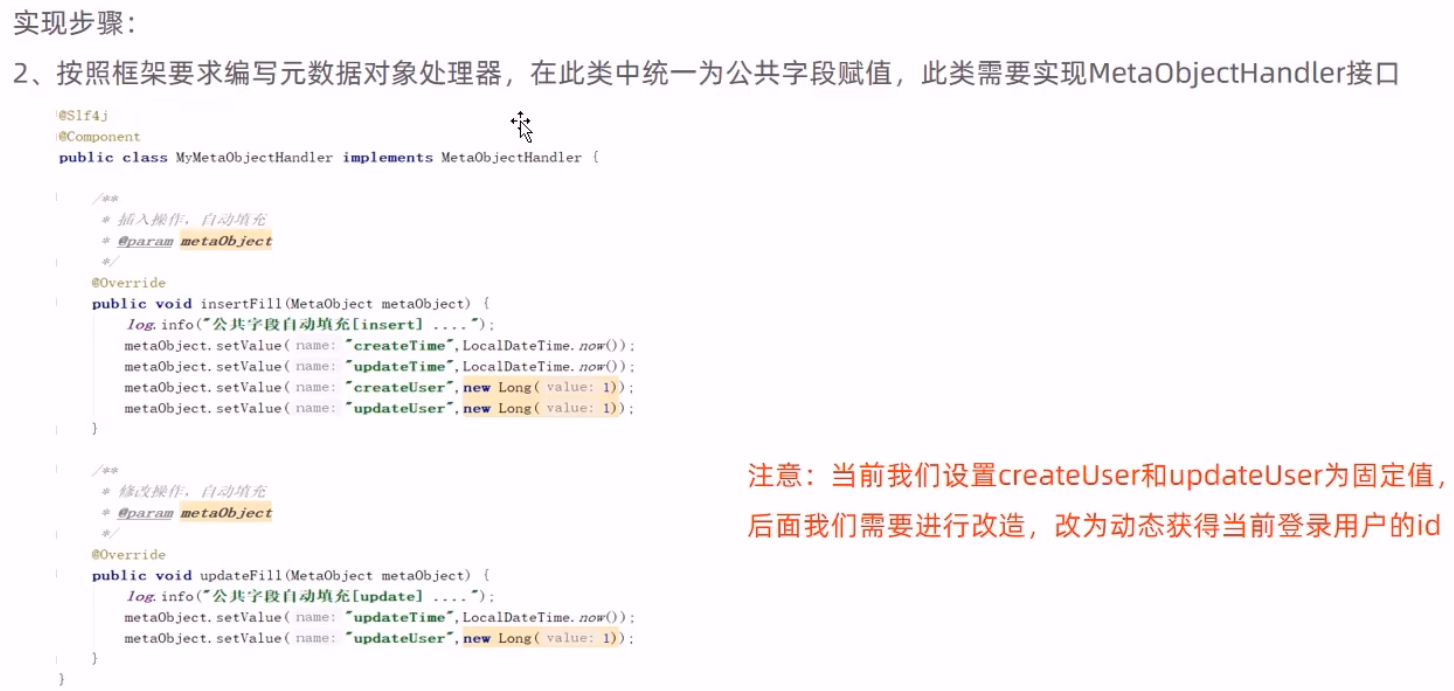 实现步骤：
2、按照框架要求编写元数据对象处理器，在此类中统一为公共字段赋值，此类需要实现MetaObjectHandler接口
@Slf4j
@Component
public class MyMetaObjectHandler implements MetaObjectHandler {
/**
* 插入操作，自动填充
* @param metaObject
*/
@Override
public void insertFill(MetaObject metaObject) {
log.info("公共字段自动填充[insert] ....");
metaObject.setValue( name: "createTime",LocalDateTime.now());
metaObject.setValue( name: "updateTime",LocalDateTime.now());
metaObject.setValue( name: "createUser",new Long( value: 1));
metaObject.setValue( name: "updateUser",new Long( value: 1));
}
/**
* 修改操作，自动填充
* @param metaObject
*/
@Override
public void updateFill(MetaObject metaObject) {
log.info("公共字段自动填充[update] ....");
metaObject.setValue( name: "updateTime",LocalDateTime.now());
metaObject.setValue( name: "updateUser",new Long( value: 1));
}
}
注意：当前我们设置createUser和updateUser为固定值，
后面我们需要进行改造，改为动态获得当前登录用户的id